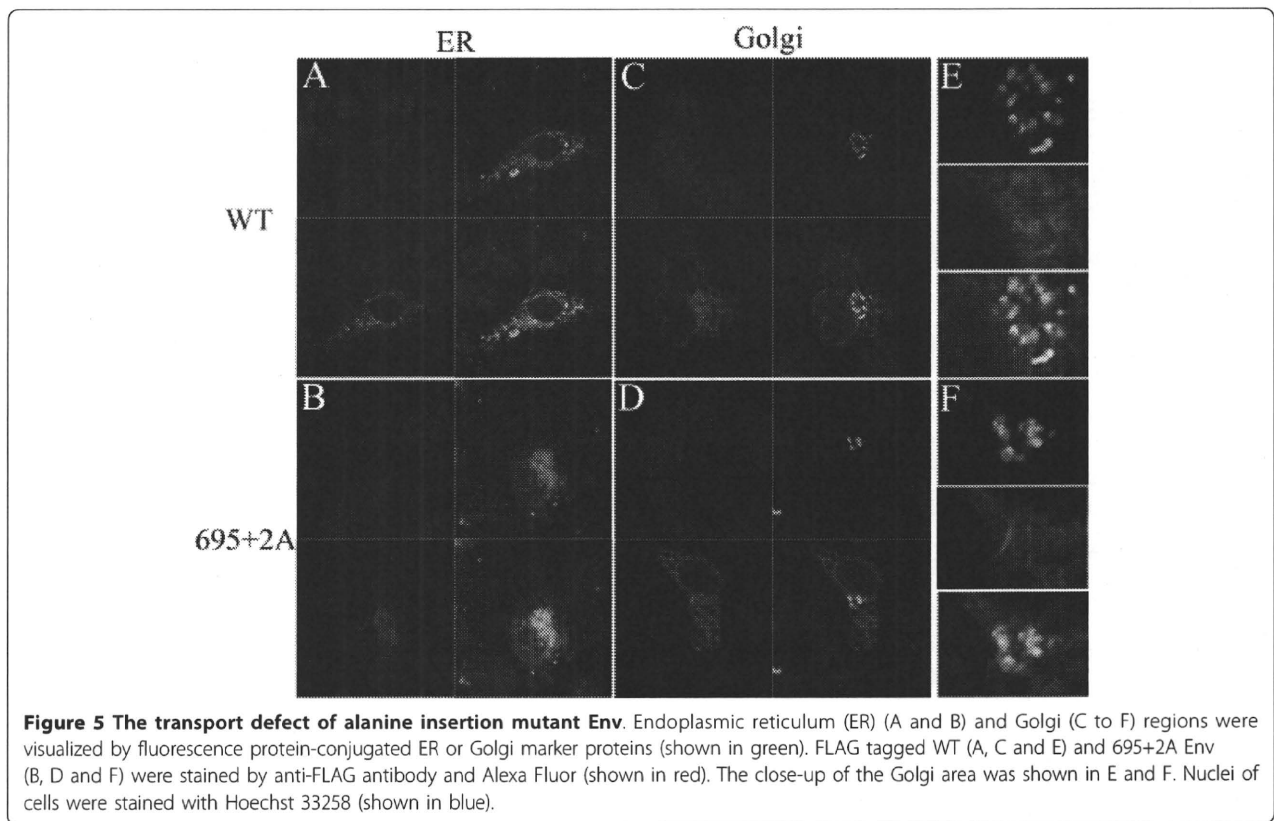 ER Golgi
A C E
WT
B D F
695+2A
Figure 5 The transport defect of alanine insertion mutant Env. Endoplasmic reticulum (ER) (A and B) and Golgi (C to F) regions were
visualized by fluorescence protein-conjugated ER or Golgi marker proteins (shown in green). FLAG tagged WT (A, C and E) and 695+2A Env
(B, D and F) were stained by anti-FLAG antibody and Alexa Fluor (shown in red). The close-up of the Golgi area was shown in E and F. Nuclei of
cells were stained with Hoechst 33258 (shown in blue).